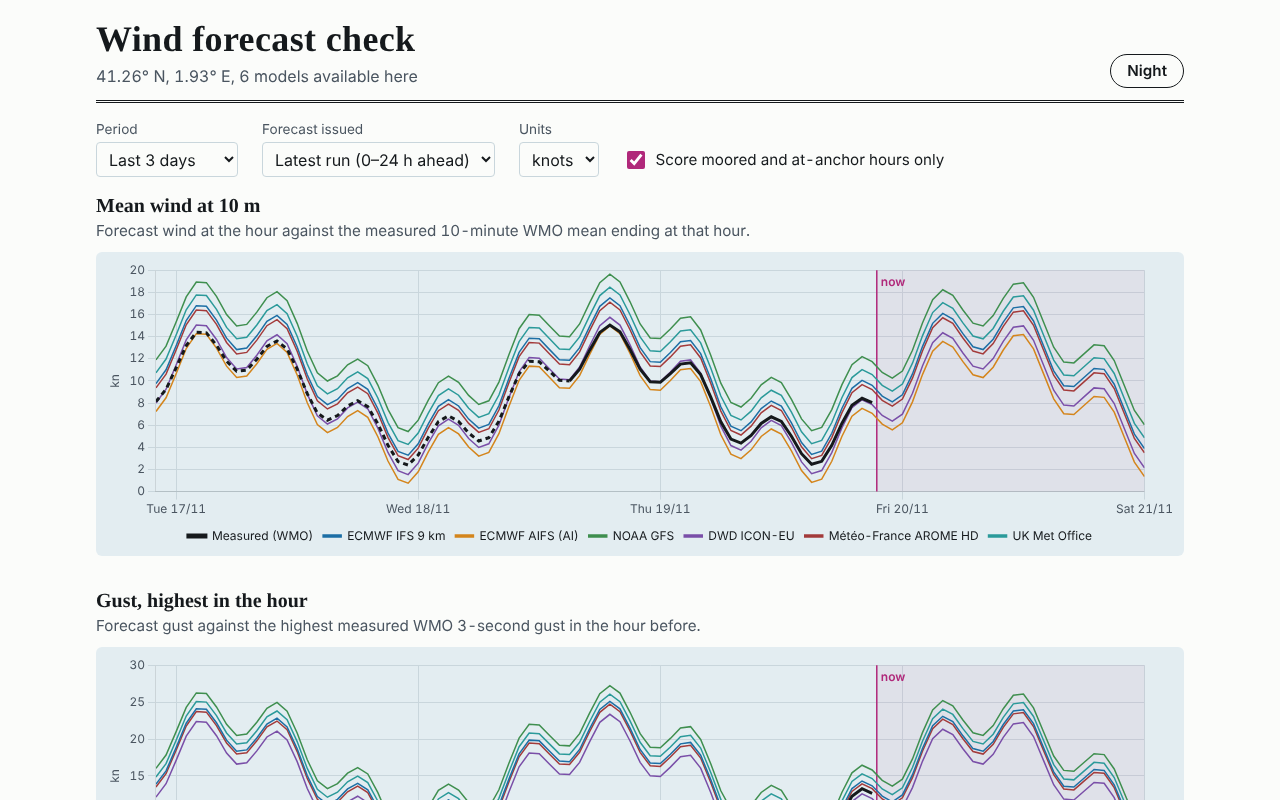 Wind forecast check
41.26° N, 1.93° E, 6 models available here
Night
Period
Forecast issued
Units
Last 3 days
Latest run (0–24 h ahead)
knots
Score moored and at-anchor hours only
Mean wind at 10 m
Forecast wind at the hour against the measured 10-minute WMO mean ending at that hour.
20
18
16
14
12
10
8
6
4
2
0
kn
now
Tue 17/11
Wed 18/11
Thu 19/11
Fri 20/11
Sat 21/11
Measured (WMO)
ECMWF IFS 9 km
ECMWF AIFS (AI)
NOAA GFS
DWD ICON-EU
Météo-France AROME HD
UK Met Office
Gust, highest in the hour
Forecast gust against the highest measured WMO 3-second gust in the hour before.
30
25
20
15
kn
now